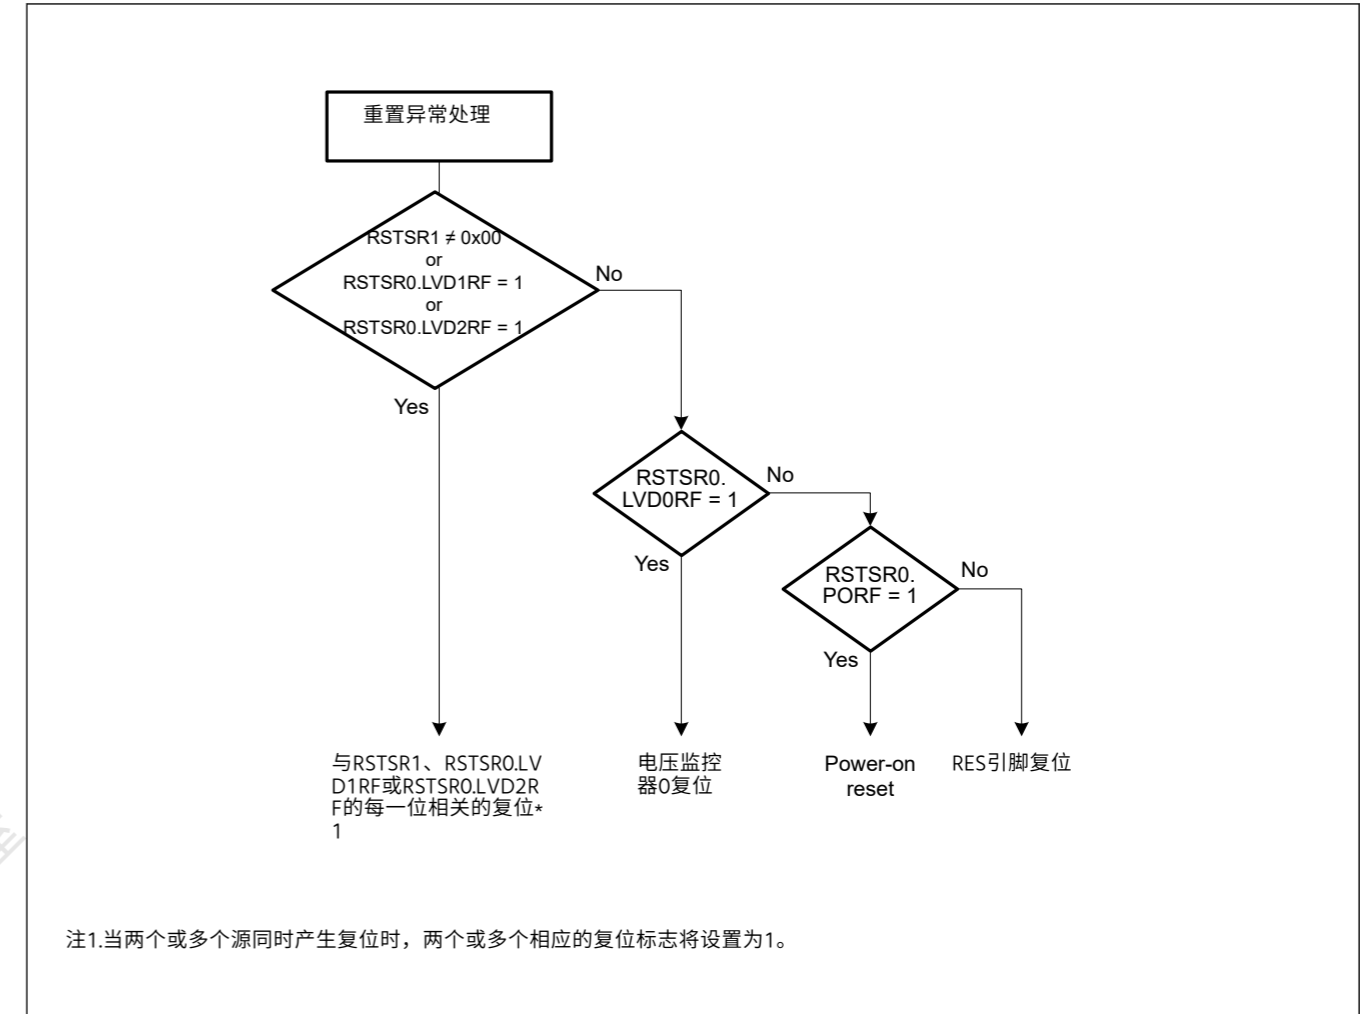 重置异常处理
RSTSR1 ≠ 0x00
or
RSTSR0.LVD1RF = 1
or
RSTSR0.LVD2RF = 1
No
Yes
RSTSR0.
LVD0RF = 1
No
Yes
RSTSR0.
PORF = 1
No
Yes
与RSTSR1、RSTSR0.LV
D1RF或RSTSR0.LVD2R
F的每一位相关的复位*
1
电压监控
器0复位
Power-on
reset
RES引脚复位
注1.当两个或多个源同时产生复位时，两个或多个相应的复位标志将设置为1。